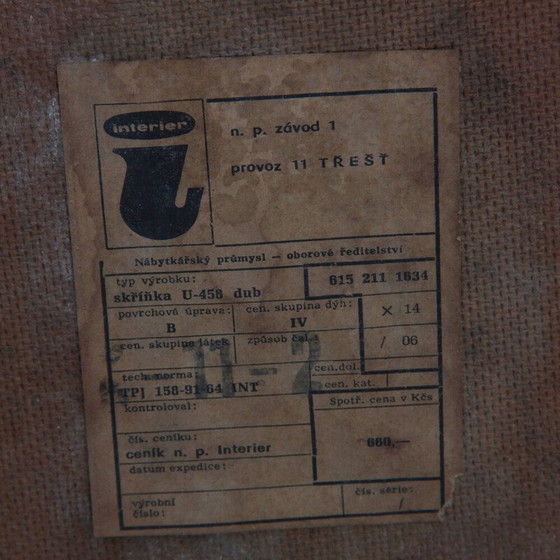 interier
n. p. závod 1
provoz 11 TŘEŠŤ
Nábytkářský průmysl — oborové ředitelství
typ výrobku:
skříňka U-458 dub
615 211 1634
povrchová úprava:
B
cen. skupina dýh:
IV
× 14
cen. skupina látek
způsob čal.:
/ 06
11-2
cen.dol.
tech. norma:
TPJ 158-91-64 INT
cen. kat.
kontroloval:
Spotř. cena v Kčs
660,—
čís. ceníku:
ceník n. p. Interier
datum expedice:
výrobní
číslo:
čís. série:
/